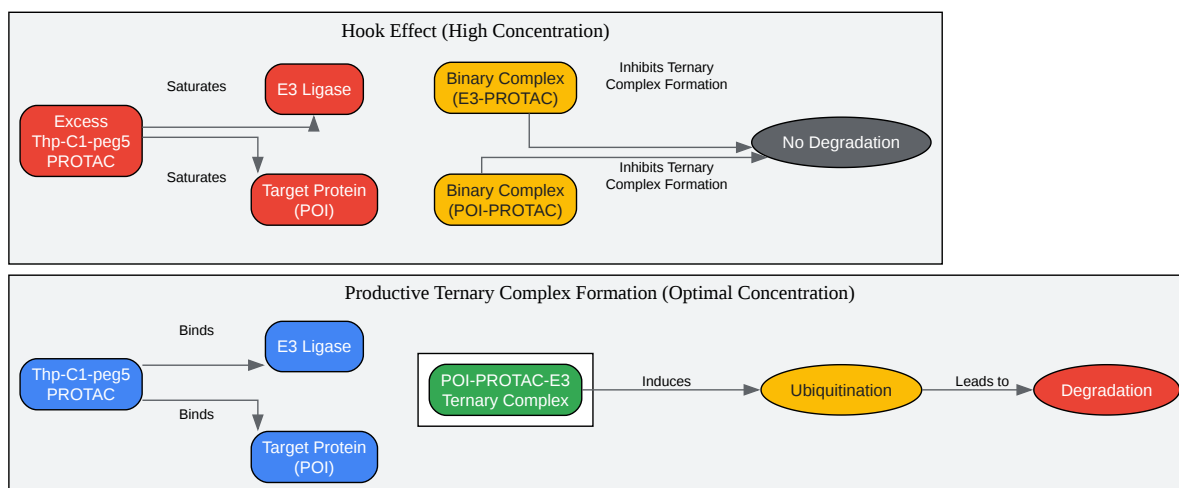 Hook Effect (High Concentration)
Saturates
E3 Ligase
Excess
Thp-C1-peg5
PROTAC
Saturates
Target Protein
(POI)
Binary Complex
(E3-PROTAC)
Inhibits Ternary
Complex Formation
No Degradation
Binary Complex
(POI-PROTAC)
Inhibits Ternary
Complex Formation
Productive Ternary Complex Formation (Optimal Concentration)
Binds
E3 Ligase
Thp-C1-peg5
PROTAC
Binds
Target Protein
(POI)
POI-PROTAC-E3
Ternary Complex
Induces
Ubiquitination
Leads to
Degradation